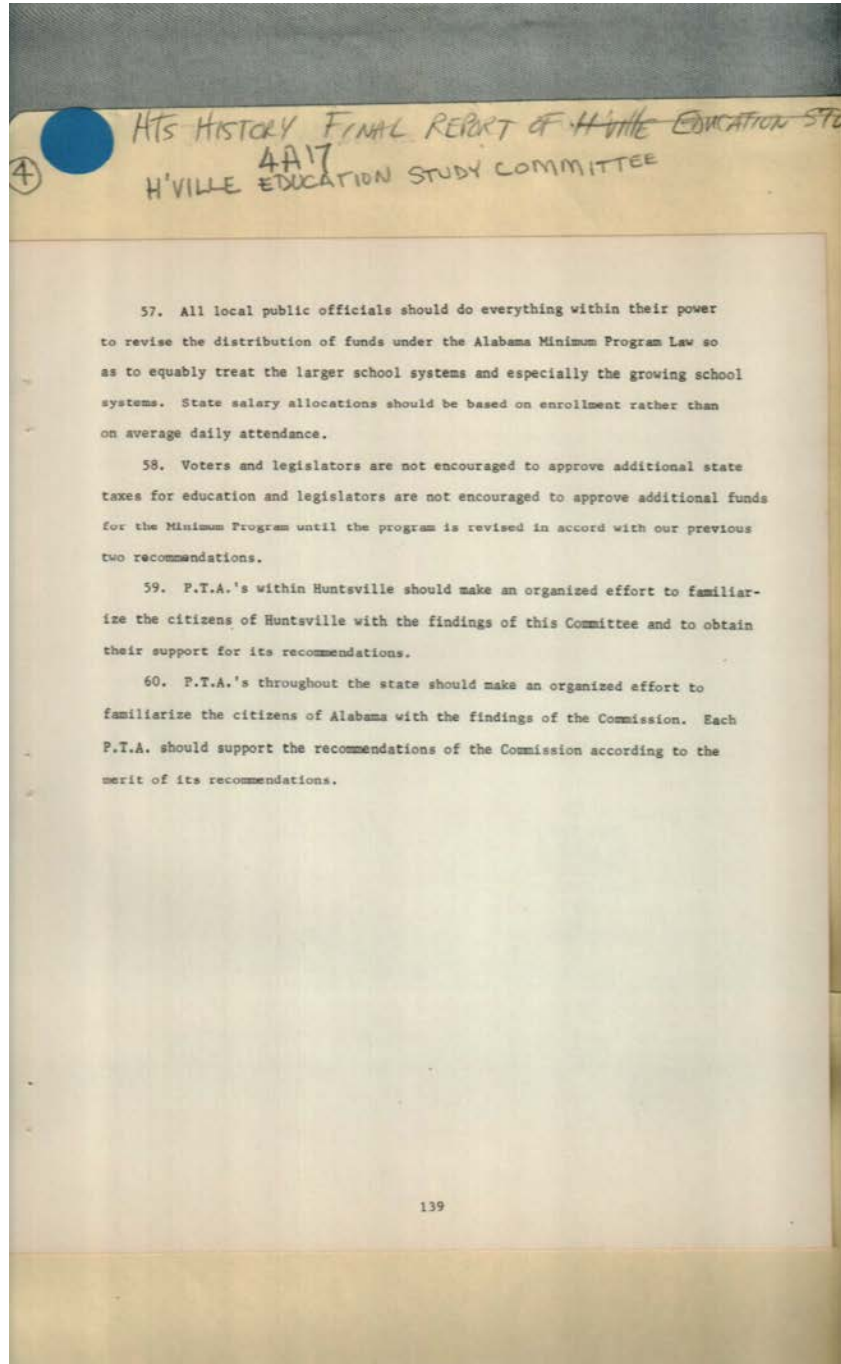 HTS HISTORY FINAL REPORT OF H'ville EDUCATION STU
4A17
4
H'VILLE EDUCATION STUDY COMMITTEE
57. All local public officials should do everything within their power
to revise the distribution of funds under the Alabama Minimum Program Law so
as to equably treat the larger school systems and especially the growing school
systems. State salary allocations should be based on enrollment rather than
on average daily attendance.
58. Voters and legislators are not encouraged to approve additional state
taxes for education and legislators are not encouraged to approve additional funds
for the Minimum Program until the program is revised in accord with our previous
two recommendations.
59. P.T.A.'s within Huntsville should make an organized effort to familiar-
ize the citizens of Huntsville with the findings of this Committee and to obtain
their support for its recommendations.
60. P.T.A.'s throughout the state should make an organized effort to
familiarize the citizens of Alabama with the findings of the Commission. Each
P.T.A. should support the recommendations of the Commission according to the
merit of its recommendations.
139